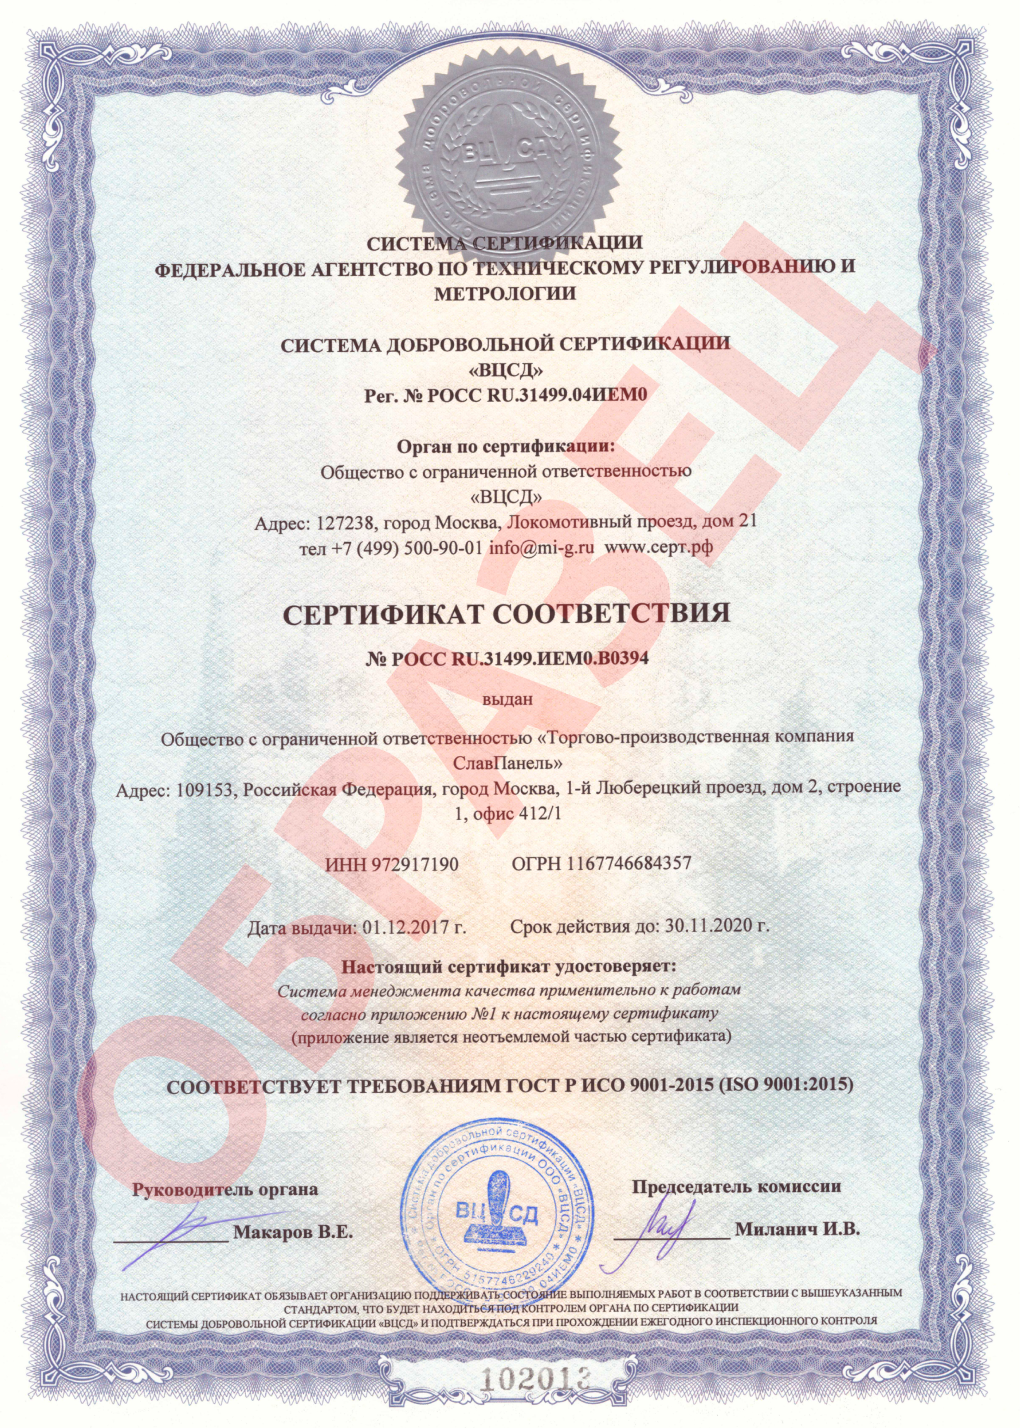 СИСТЕМА ДОБРОВОЛЬНОЙ СЕРТИФИКАЦИИ
ВЦ СД
СИСТЕМА СЕРТИФИКАЦИИ
ФЕДЕРАЛЬНОЕ АГЕНТСТВО ПО ТЕХНИЧЕСКОМУ РЕГУЛИРОВАНИЮ И
МЕТРОЛОГИИ
СИСТЕМА ДОБРОВОЛЬНОЙ СЕРТИФИКАЦИИ
«ВЦСД»
Рег. № РОСС RU.31499.04ИЕМ0
Орган по сертификации:
Общество с ограниченной ответственностью
«ВЦСД»
Адрес: 127238, город Москва, Локомотивный проезд, дом 21
тел +7 (499) 500-90-01 info@mi-g.ru www.серт.рф
СЕРТИФИКАТ СООТВЕТСТВИЯ
№ РОСС RU.31499.ИЕМ0.В0394
выдан
Общество с ограниченной ответственностью «Торгово-производственная компания
СлавПанель»
Адрес: 109153, Российская Федерация, город Москва, 1-й Люберецкий проезд, дом 2, строение
1, офис 412/1
ИНН 972917190 ОГРН 1167746684357
Дата выдачи: 01.12.2017 г. Срок действия до: 30.11.2020 г.
Настоящий сертификат удостоверяет:
Система менеджмента качества применительно к работам
согласно приложению №1 к настоящему сертификату
(приложение является неотъемлемой частью сертификата)
СООТВЕТСТВУЕТ ТРЕБОВАНИЯМ ГОСТ Р ИСО 9001-2015 (ISO 9001:2015)
ОБРАЗЕЦ
Система добровольной сертификации «ВЦСД»
Орган по сертификации ООО «ВЦСД»
ВЦ СД
ОГРН 5157746229240
04ИЕМ0
Руководитель органа
Макаров В.Е.
Председатель комиссии
Миланич И.В.
НАСТОЯЩИЙ СЕРТИФИКАТ ОБЯЗЫВАЕТ ОРГАНИЗАЦИЮ ПОДДЕРЖИВАТЬ СОСТОЯНИЕ ВЫПОЛНЯЕМЫХ РАБОТ В СООТВЕТСТВИИ С ВЫШЕУКАЗАННЫМ
СТАНДАРТОМ, ЧТО БУДЕТ НАХОДИТЬСЯ ПОД КОНТРОЛЕМ ОРГАНА ПО СЕРТИФИКАЦИИ
СИСТЕМЫ ДОБРОВОЛЬНОЙ СЕРТИФИКАЦИИ «ВЦСД» И ПОДТВЕРЖДАТЬСЯ ПРИ ПРОХОЖДЕНИИ ЕЖЕГОДНОГО ИНСПЕКЦИОННОГО КОНТРОЛЯ
102013